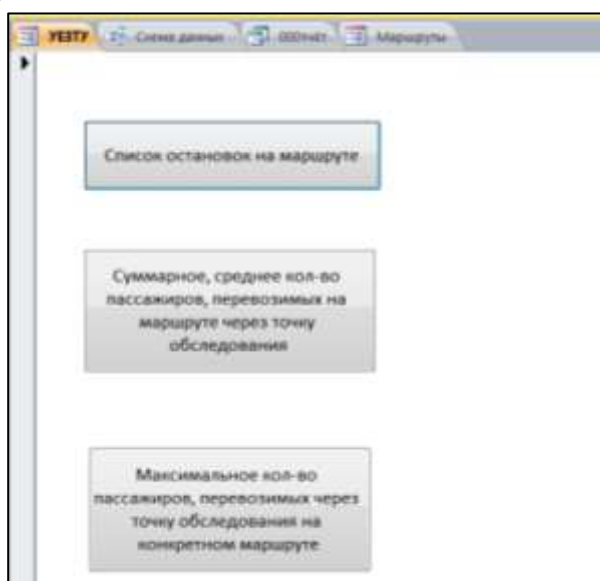 УЕЗТУ Схема данных 000тчёт Маршруты
Список остановок на маршруте
Суммарное, среднее кол-во
пассажиров, перевозимых на
маршруте через точку
обследования
Максимальное кол-во
пассажиров, перевозимых через
точку обследования на
конкретном маршруте